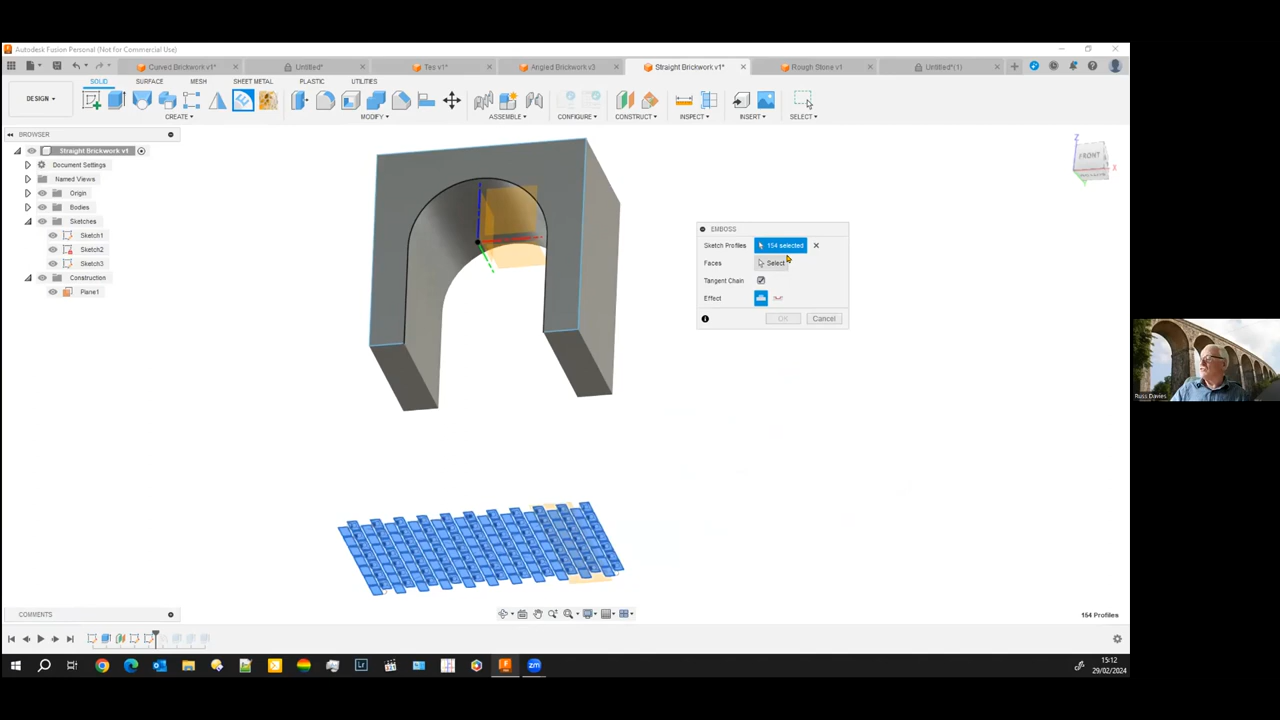 Autodesk Fusion Personal (Not for Commercial Use)
Curved Brickwork v1*
Untitled*
Tes v1*
Angled Brickwork v3
Straight Brickwork v1*
Rough Stone v1
Untitled*(1)
SOLID
SURFACE
MESH
SHEET METAL
PLASTIC
UTILITIES
DESIGN
CREATE
MODIFY
ASSEMBLE
CONFIGURE
CONSTRUCT
INSPECT
INSERT
SELECT
BROWSER
Straight Brickwork v1
Document Settings
Named Views
Origin
Bodies
Sketches
Sketch1
Sketch2
Sketch3
Construction
Plane1
Z
FRONT
X
EMBOSS
Sketch Profiles 154 selected
Faces Select
Tangent Chain
Effect
OK Cancel
Russ Davies
COMMENTS
154 Profiles
15:12
29/02/2024